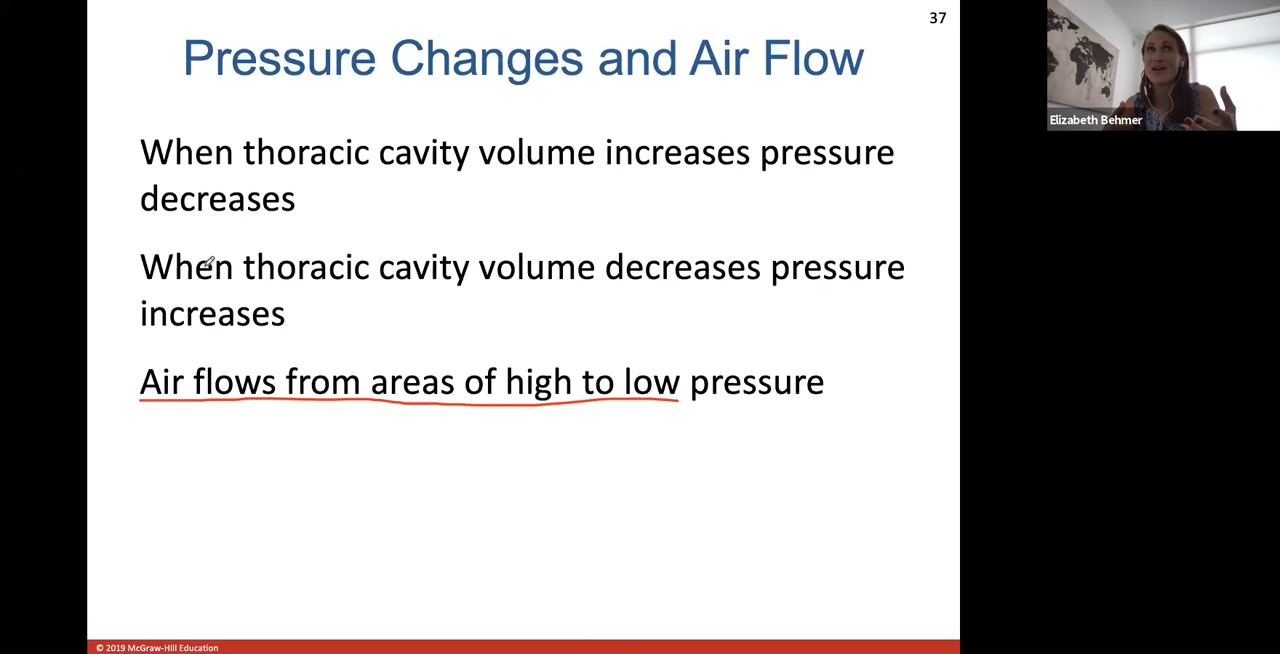 37
Pressure Changes and Air Flow
Elizabeth Behmer
When thoracic cavity volume increases pressure
decreases
When thoracic cavity volume decreases pressure
increases
Air flows from areas of high to low pressure
© 2019 McGraw-Hill Education